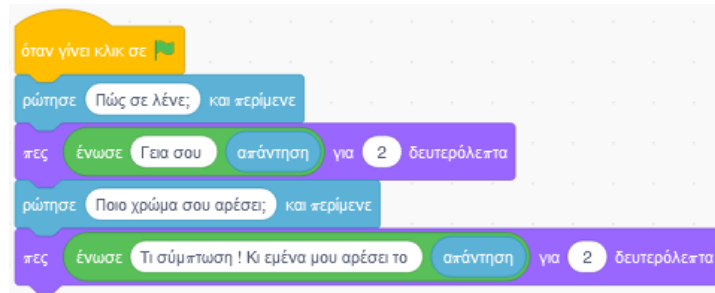 όταν γίνει κλικ σε
ρώτησε Πώς σε λένε; και περίμενε
πες ένωσε Γεια σου απάντηση για 2 δευτερόλεπτα
ρώτησε Ποιο χρώμα σου αρέσει; και περίμενε
πες ένωσε Τι σύμπτωση ! Κι εμένα μου αρέσει το απάντηση για 2 δευτερόλεπτα